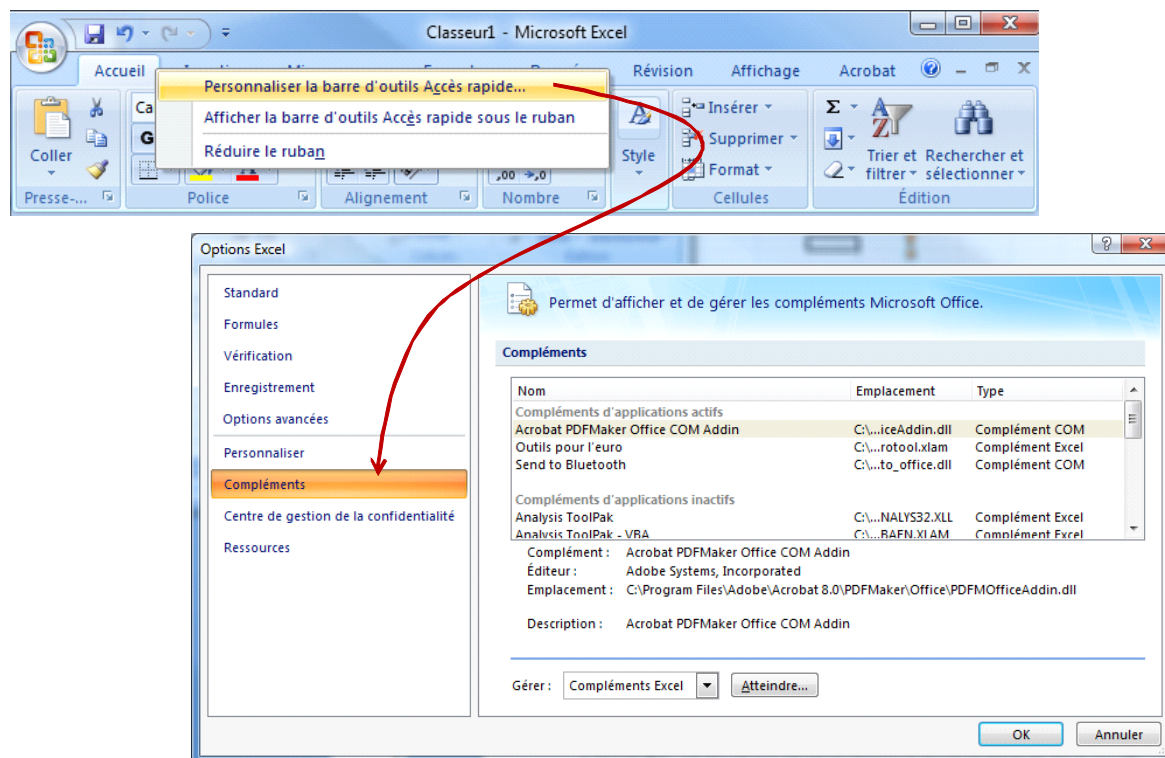 Classeur1 - Microsoft Excel
Accueil Révision Affichage Acrobat
Personnaliser la barre d'outils Accès rapide...
Afficher la barre d'outils Accès rapide sous le ruban
Réduire le ruban
Coller
Ca
G
Style
Insérer
Supprimer
Format
Σ
Trier et filtrer
Rechercher et sélectionner
Presse-... Police Alignement Nombre Cellules Édition
Options Excel
Standard
Formules
Vérification
Enregistrement
Options avancées
Personnaliser
Compléments
Centre de gestion de la confidentialité
Ressources
Permet d'afficher et de gérer les compléments Microsoft Office.
Compléments
Nom Emplacement Type
Compléments d'applications actifs
Acrobat PDFMaker Office COM Addin C:\...iceAddin.dll Complément COM
Outils pour l'euro C:\...rotool.xlam Complément Excel
Send to Bluetooth C:\...to_office.dll Complément COM
Compléments d'applications inactifs
Analysis ToolPak C:\...NALYS32.XLL Complément Excel
Analysis ToolPak - VBA C:\...BAEN.XLAM Complément Excel
Complément : Acrobat PDFMaker Office COM Addin
Éditeur : Adobe Systems, Incorporated
Emplacement : C:\Program Files\Adobe\Acrobat 8.0\PDFMaker\Office\PDFMOfficeAddin.dll
Description : Acrobat PDFMaker Office COM Addin
Gérer : Compléments Excel Atteindre...
OK Annuler